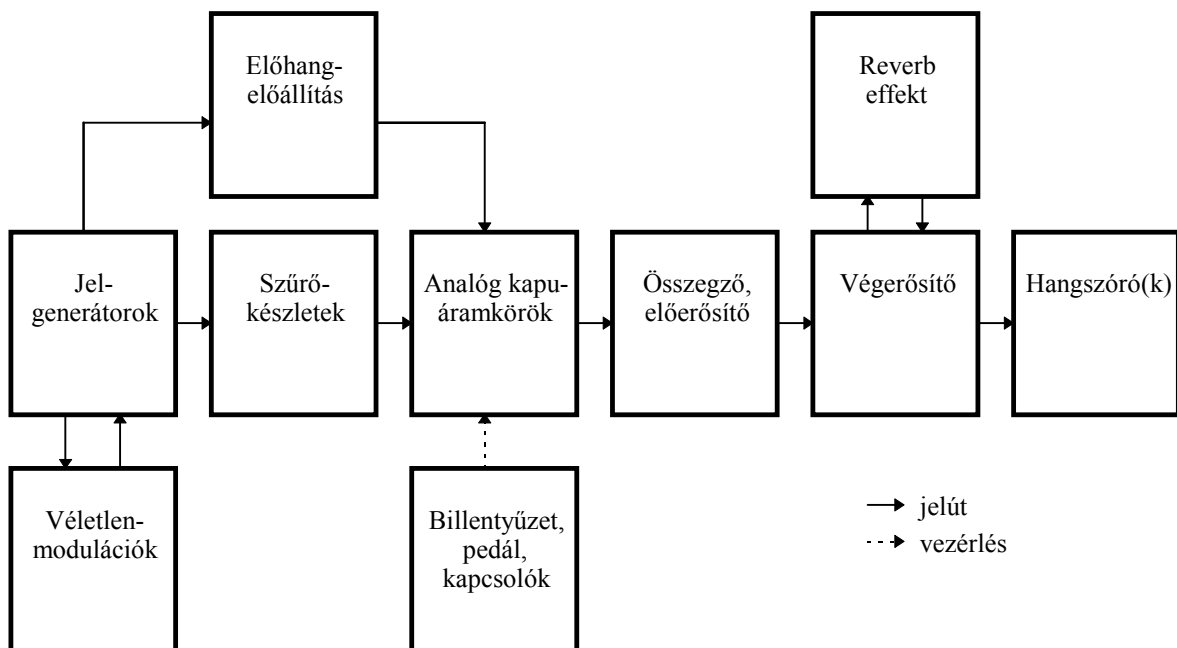 Előhang-
előállítás
Reverb
effekt
Jel-
generátorok
Szűrő-
készletek
Analóg kapu-
áramkörök
Összegző,
előerősítő
Végerősítő
Hangszóró(k)
Véletlen-
modulációk
Billentyűzet,
pedál,
kapcsolók
jelút
vezérlés